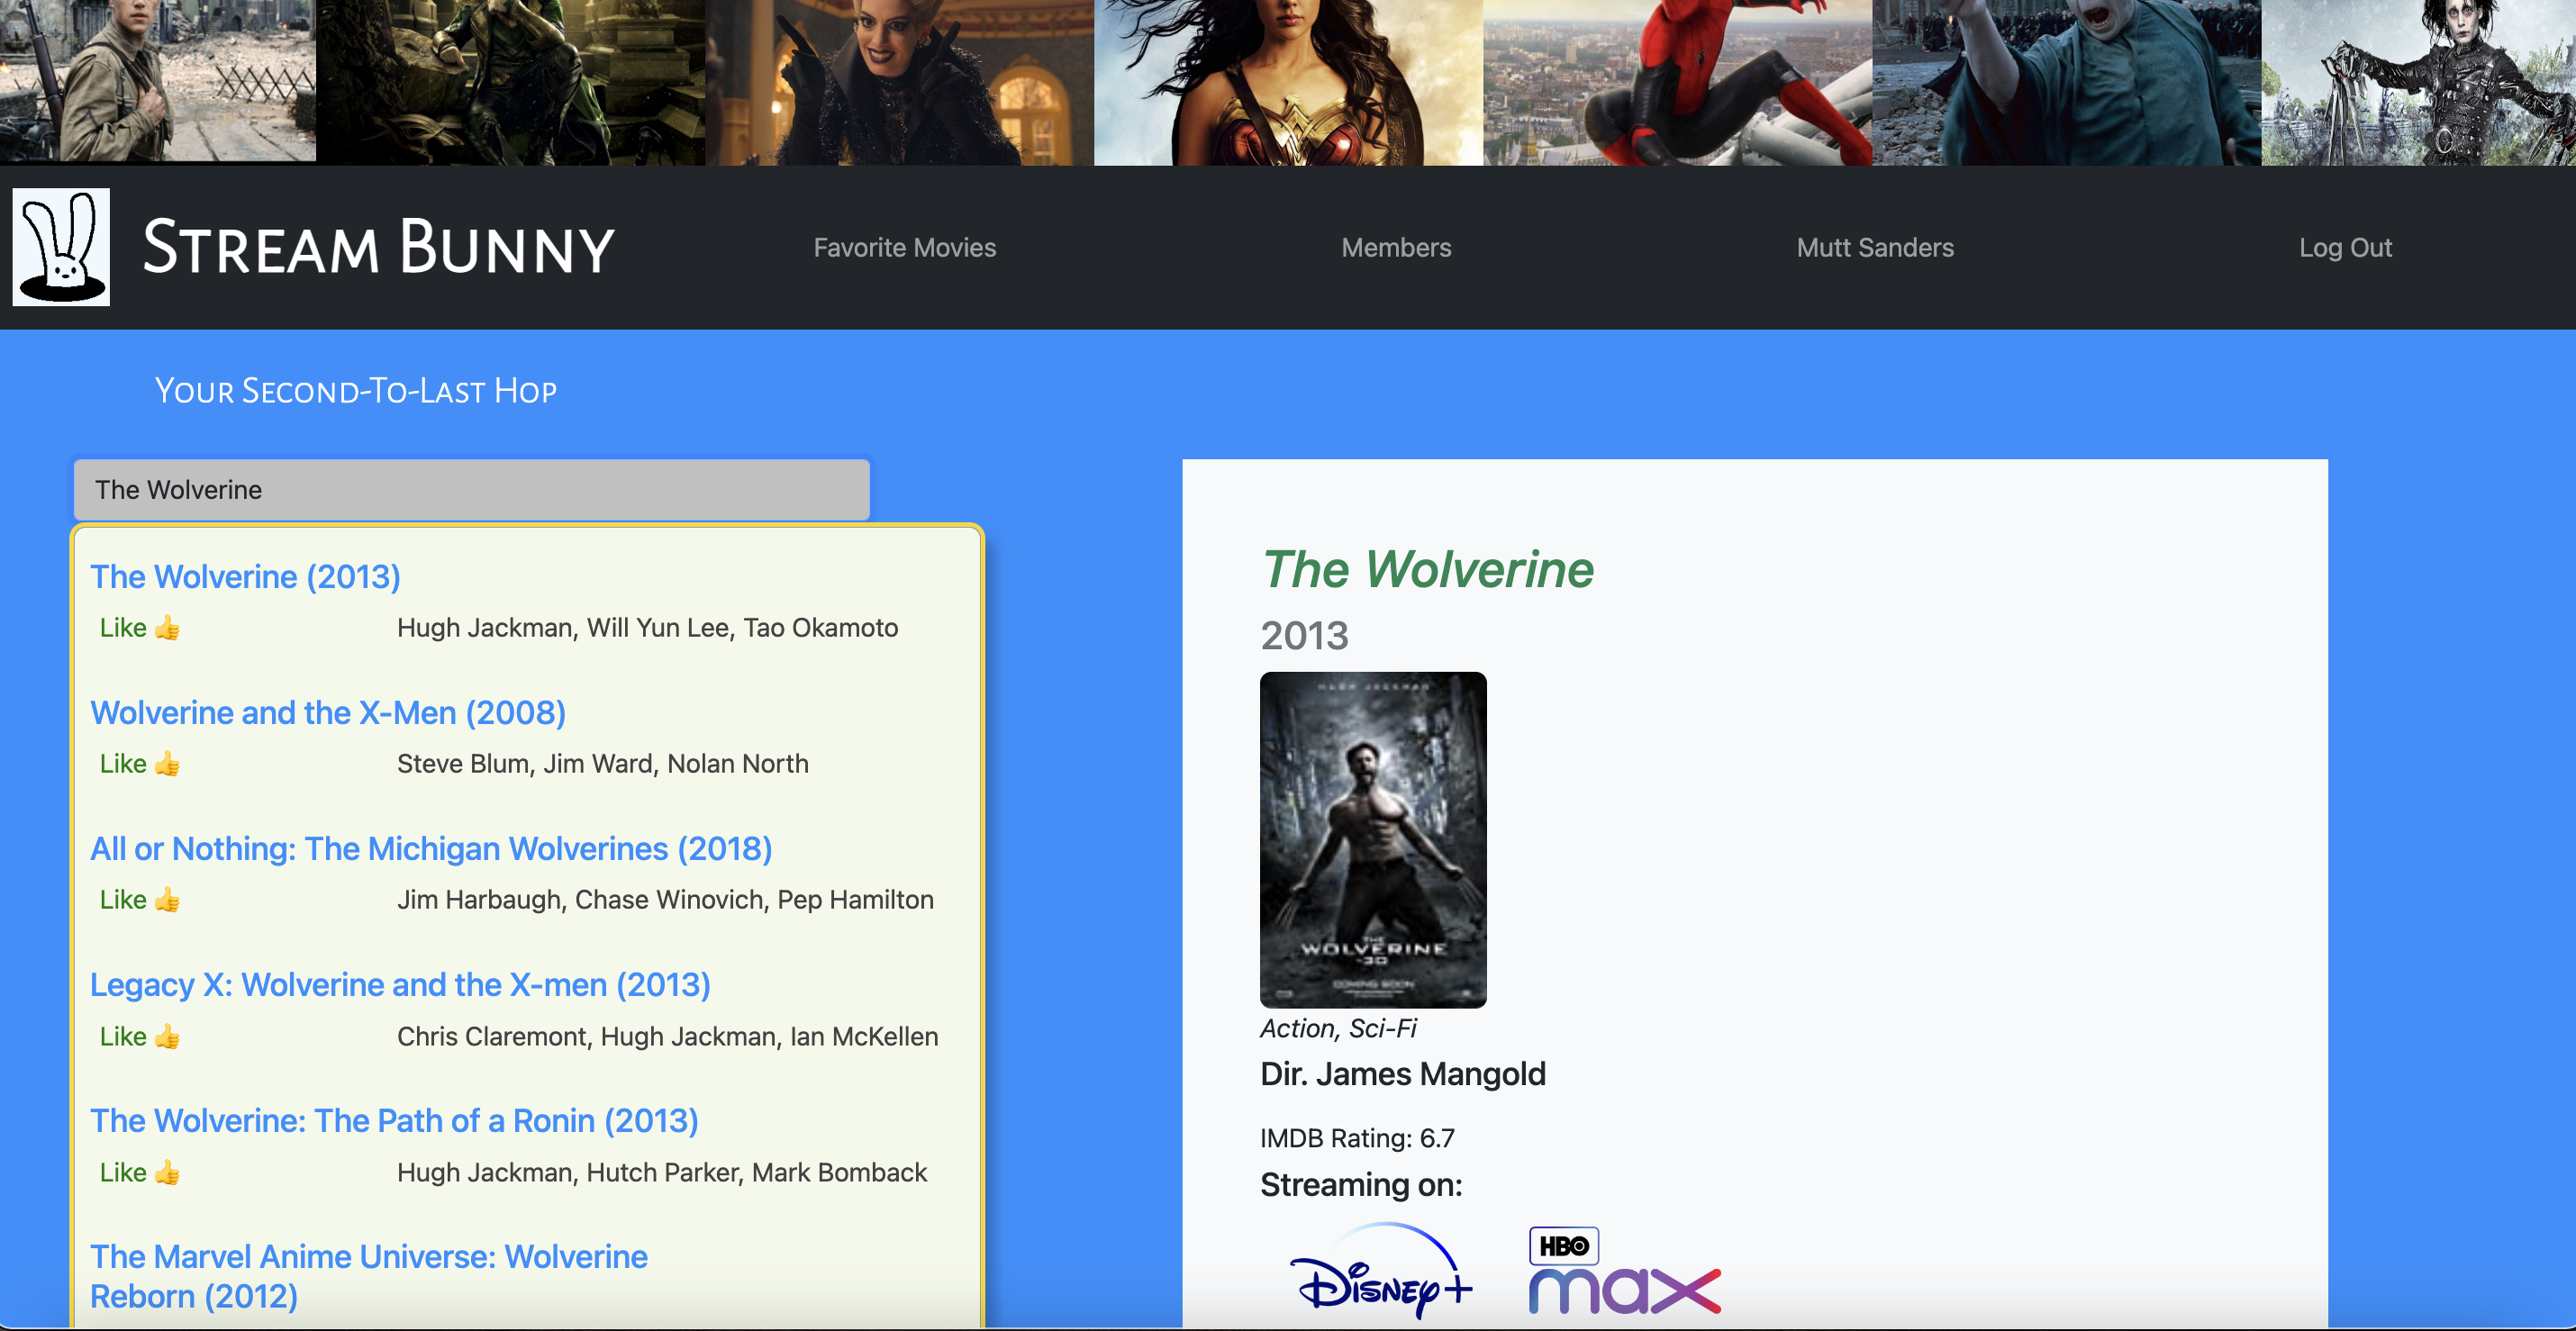 STREAM BUNNY
Favorite Movies
Members
Mutt Sanders
Log Out
YOUR SECOND-TO-LAST HOP
The Wolverine
The Wolverine (2013)
Like 👍
Hugh Jackman, Will Yun Lee, Tao Okamoto
Wolverine and the X-Men (2008)
Like 👍
Steve Blum, Jim Ward, Nolan North
All or Nothing: The Michigan Wolverines (2018)
Like 👍
Jim Harbaugh, Chase Winovich, Pep Hamilton
Legacy X: Wolverine and the X-men (2013)
Like 👍
Chris Claremont, Hugh Jackman, Ian McKellen
The Wolverine: The Path of a Ronin (2013)
Like 👍
Hugh Jackman, Hutch Parker, Mark Bomback
The Marvel Anime Universe: Wolverine
Reborn (2012)
The Wolverine
2013
HUGH JACKMAN
THE
WOLVERINE
3D
COMING SOON
Action, Sci-Fi
Dir. James Mangold
IMDB Rating: 6.7
Streaming on:
Disney+
HBO
max